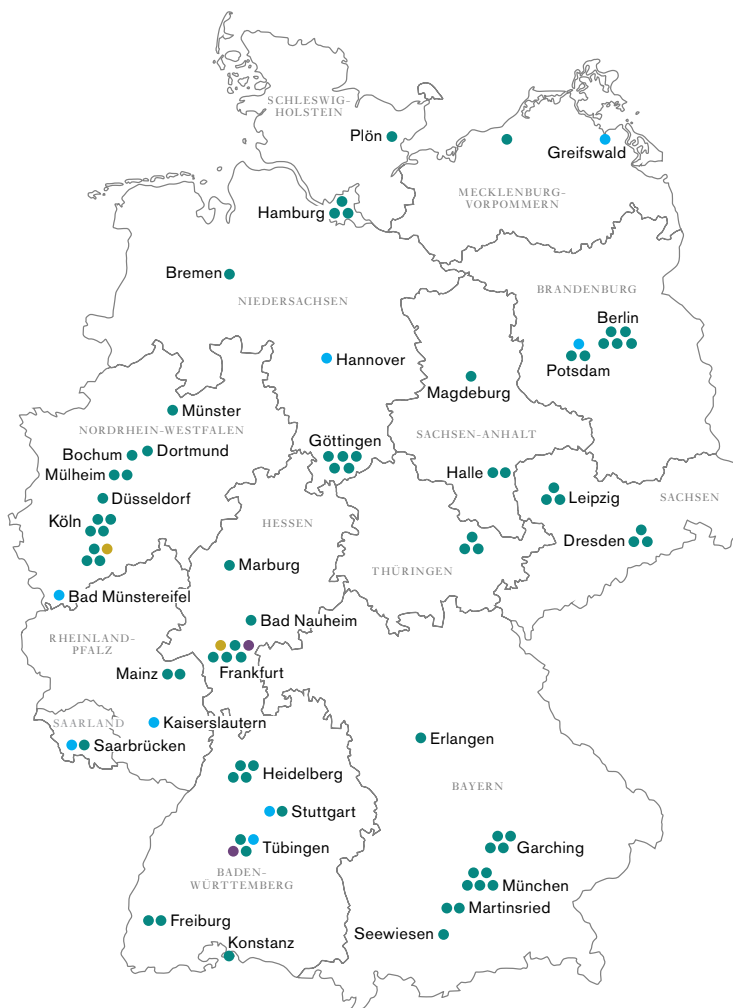 SCHLESWIG-
HOLSTEIN
Plön
Greifswald
MECKLENBURG-
VORPOMMERN
Hamburg
Bremen
NIEDERSACHSEN
BRANDENBURG
Berlin
Hannover
Potsdam
Magdeburg
Münster
NORDRHEIN-WESTFALEN
Göttingen
SACHSEN-ANHALT
Bochum
Dortmund
Mülheim
Halle
Düsseldorf
Leipzig
SACHSEN
Köln
HESSEN
Dresden
Marburg
THÜRINGEN
Bad Münstereifel
Bad Nauheim
RHEINLAND-
PFALZ
Mainz
Frankfurt
SAARLAND
Kaiserslautern
Saarbrücken
Erlangen
Heidelberg
BAYERN
Stuttgart
Tübingen
Garching
BADEN-
WÜRTTEMBERG
München
Martinsried
Freiburg
Seewiesen
Konstanz